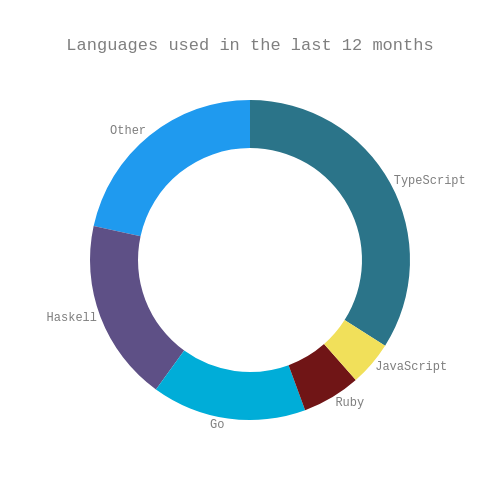 Languages used in the last 12 months
Other
TypeScript
Haskell
JavaScript
Ruby
Go